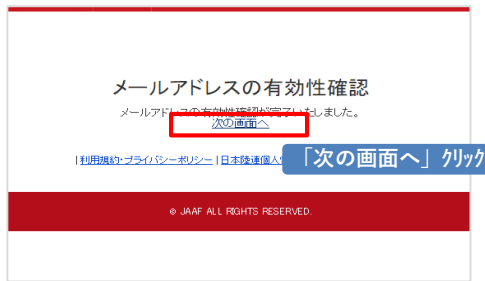 メールアドレスの有効性確認
メールアドレスの有効性確認が完了いたしました。
次の画面へ
|利用規約・プライバシーポリシー|日本陸連個人
「次の画面へ」クリック
© JAAF ALL RIGHTS RESERVED.